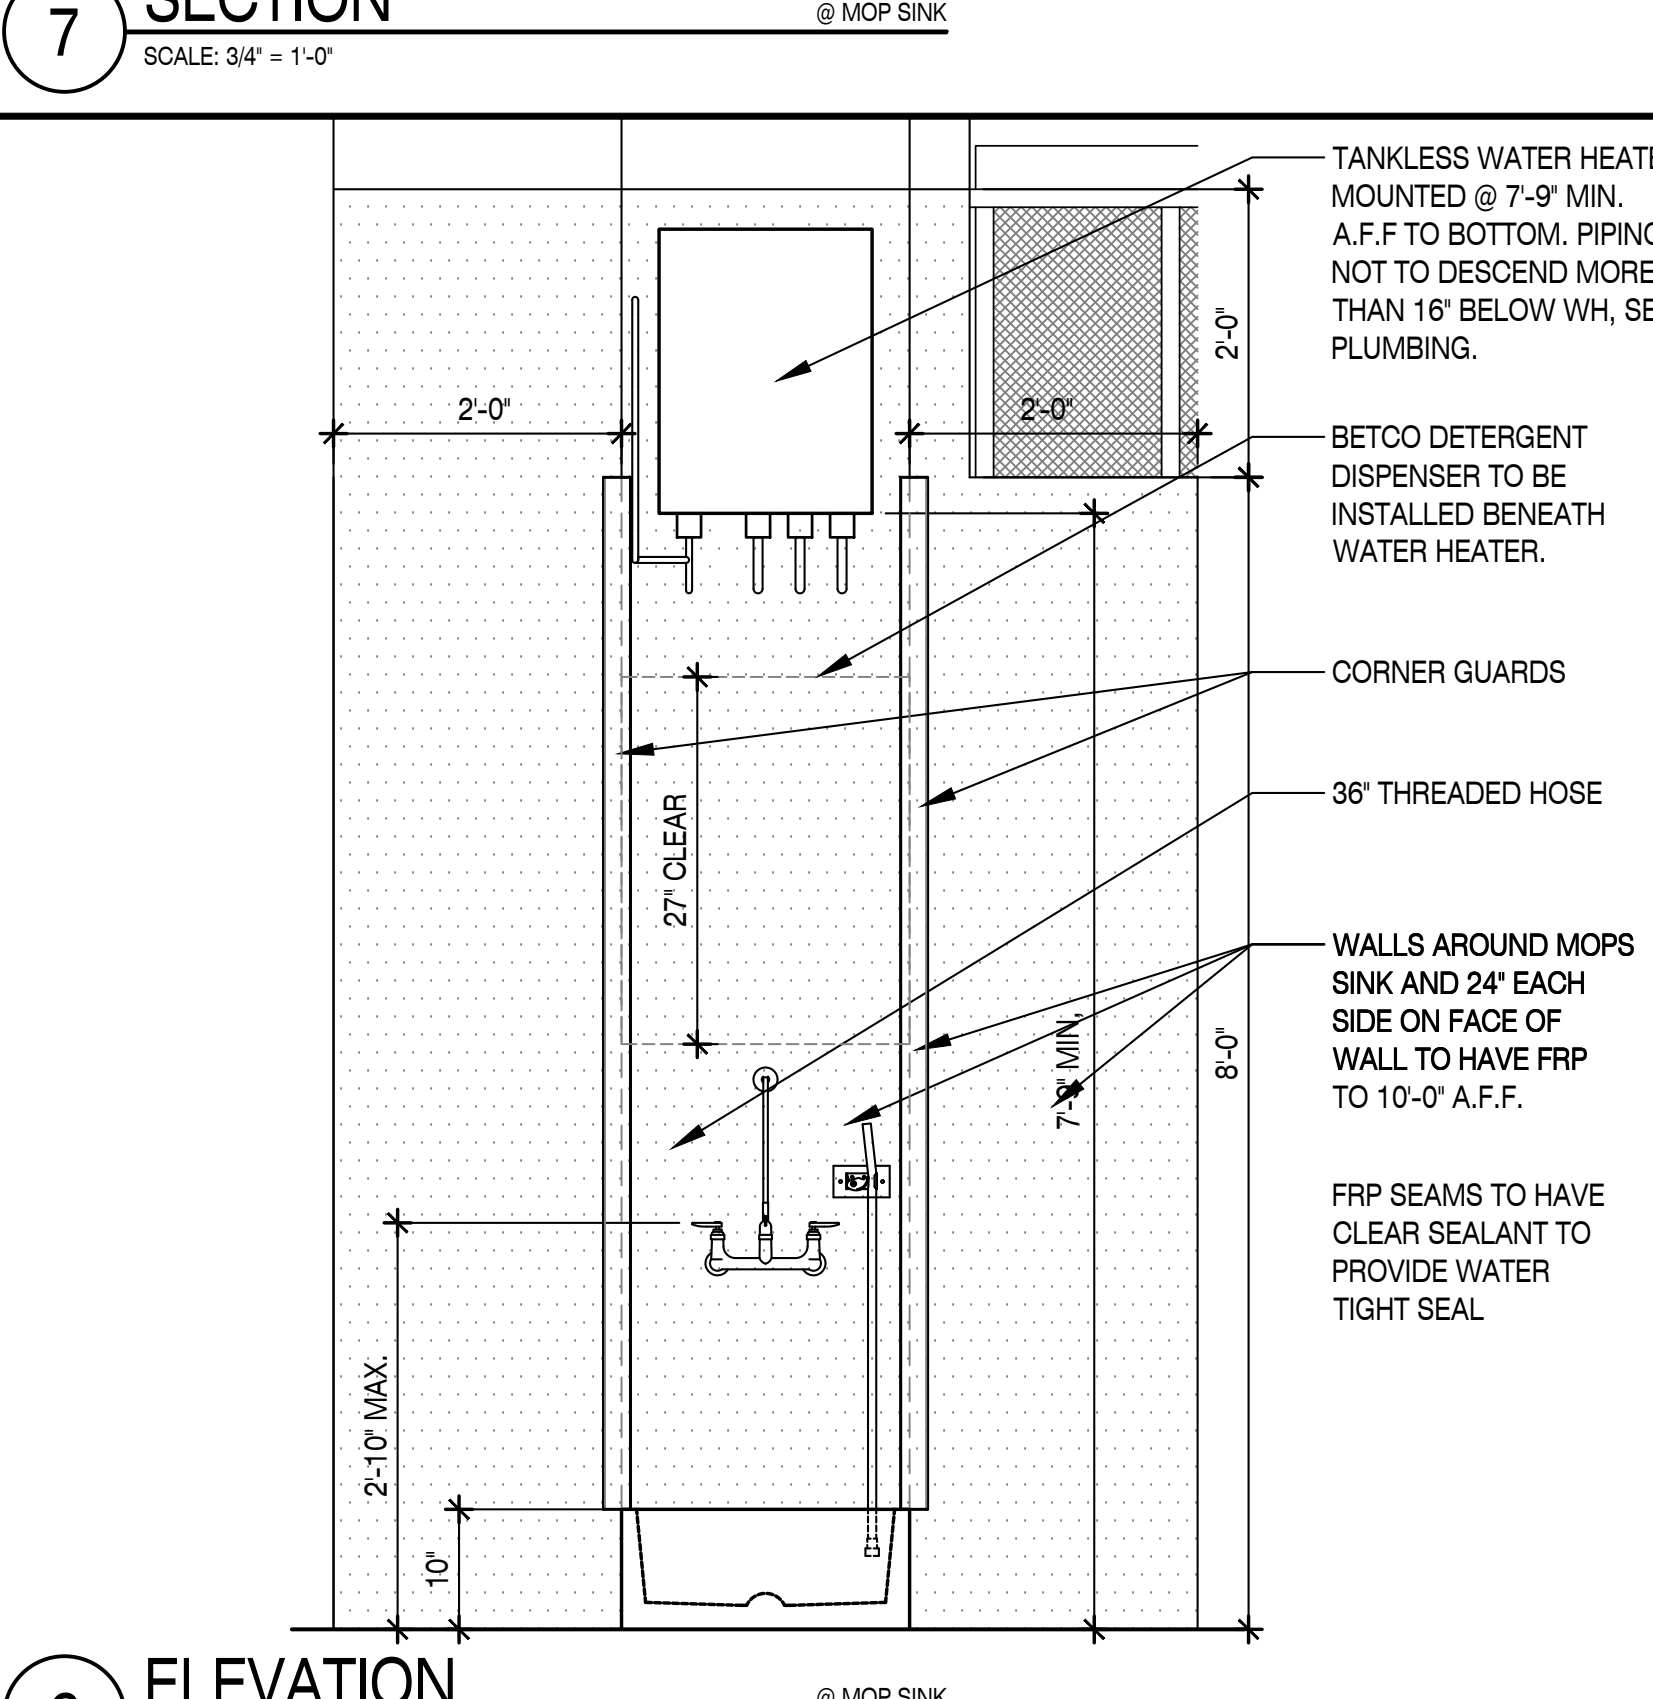 7
SECTION
@ MOP SINK
SCALE: 3/4" = 1'-0"
TANKLESS WATER HEATE
MOUNTED @ 7'-9" MIN.
A.F.F TO BOTTOM. PIPING
NOT TO DESCEND MORE
THAN 16" BELOW WH, SE
PLUMBING.
2'-0"
2'-0"
2'-0"
BETCO DETERGENT
DISPENSER TO BE
INSTALLED BENEATH
WATER HEATER.
CORNER GUARDS
27" CLEAR
36" THREADED HOSE
WALLS AROUND MOPS
SINK AND 24" EACH
SIDE ON FACE OF
WALL TO HAVE FRP
TO 10'-0" A.F.F.
7'-9" MIN,
8'-0"
FRP SEAMS TO HAVE
CLEAR SEALANT TO
PROVIDE WATER
TIGHT SEAL
2'-10" MAX.
10"
ELEVATION
@ MOP SINK